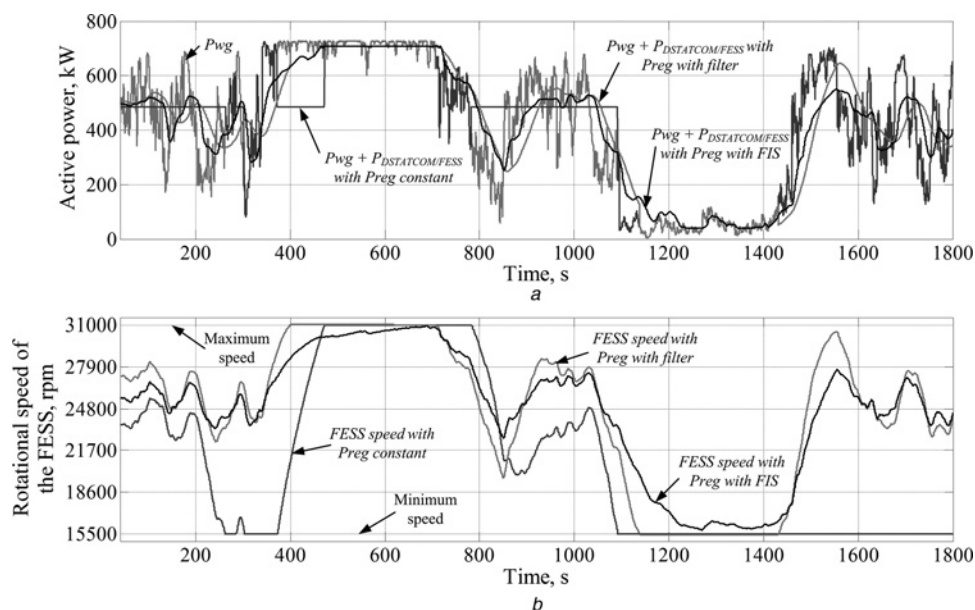 800
600
400
200
0
Active power, kW
Pwg
Pwg + PDSTATCOM/FESS with
Preg with filter
Pwg + PDSTATCOM/FESS
with Preg constant
Pwg + PDSTATCOM/FESS
with Preg with FIS
200 400 600 800 1000 1200 1400 1600 1800
Time, s
a
31000
27900
24800
21700
18600
15500
Rotational speed of
the FESS, rpm
Maximum
speed
FESS speed with
Preg with filter
FESS speed with
Preg constant
FESS speed with
Preg with FIS
Minimum
speed
200 400 600 800 1000 1200 1400 1600 1800
Time, s
b